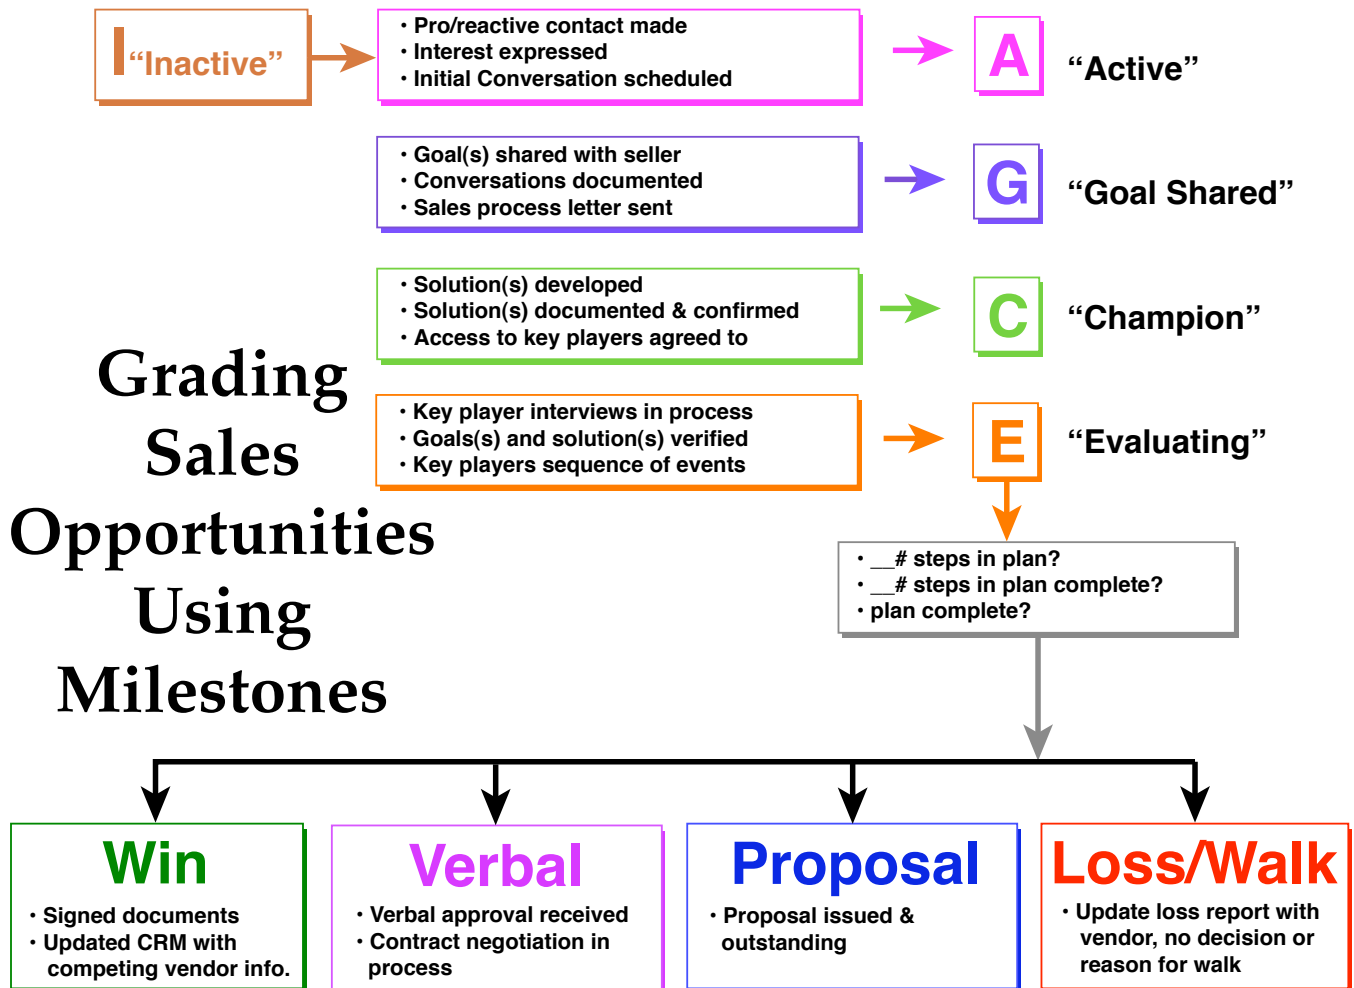 I "Inactive"
· Pro/reactive contact made
· Interest expressed
· Initial Conversation scheduled
A
“Active”
· Goal(s) shared with seller
· Conversations documented
· Sales process letter sent
G
“Goal Shared”
· Solution(s) developed
· Solution(s) documented & confirmed
· Access to key players agreed to
C
“Champion”
Grading
Sales
Opportunities
Using
Milestones
· Key player interviews in process
· Goals(s) and solution(s) verified
· Key players sequence of events
E
“Evaluating”
· __# steps in plan?
· __# steps in plan complete?
· plan complete?
Win
· Signed documents
· Updated CRM with
competing vendor info.
Verbal
· Verbal approval received
· Contract negotiation in
process
Proposal
· Proposal issued &
outstanding
Loss/Walk
· Update loss report with
vendor, no decision or
reason for walk